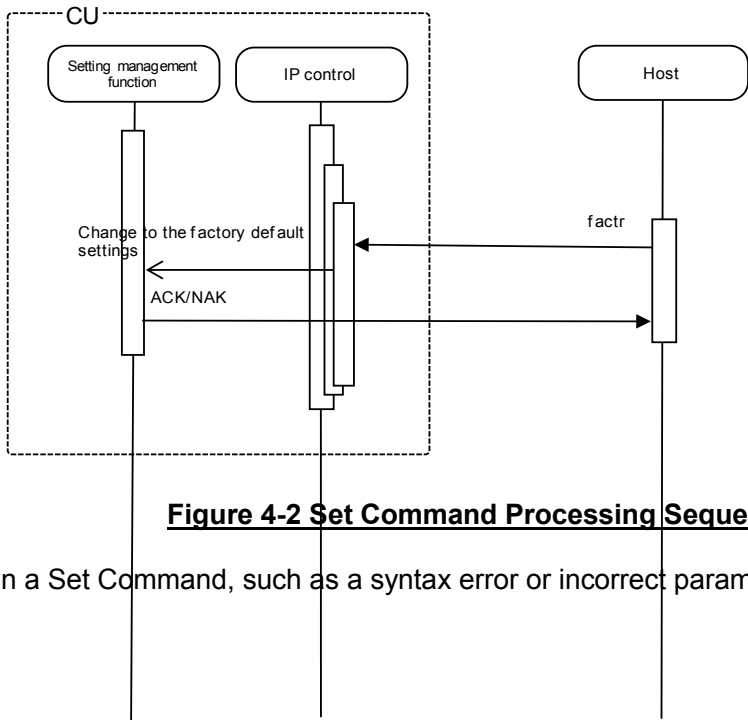 CU
Setting management
function
IP control
Host
factr
Change to the factory default
settings
ACK/NAK
Figure 4-2 Set Command Processing Seque
n a Set Command, such as a syntax error or incorrect param